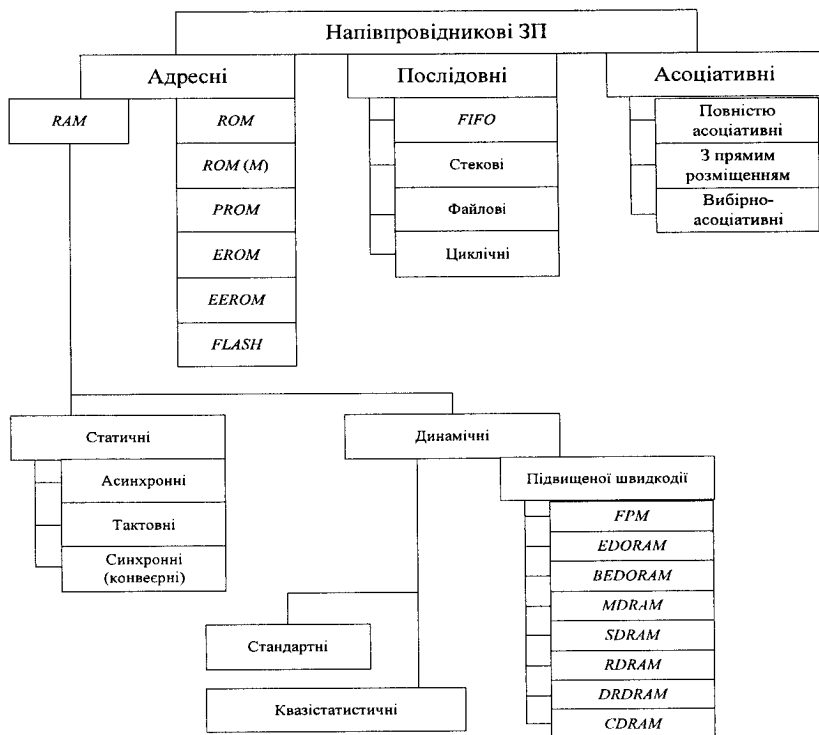 Напівпровідникові ЗП
Адресні
Послідовні
Асоціативні
RAM
ROM
ROM (M)
PROM
EROM
EEROM
FLASH
FIFO
Стекові
Файлові
Циклічні
Повністю
асоціативні
З прямим
розміщенням
Вибірно-
асоціативні
Статичні
Асинхронні
Тактовні
Синхронні
(конвеєрні)
Динамічні
Підвищеної швидкодії
FPM
EDORAM
BEDORAM
MDRAM
SDRAM
RDRAM
DRDRAM
CDRAM
Стандартні
Квазістатистичні